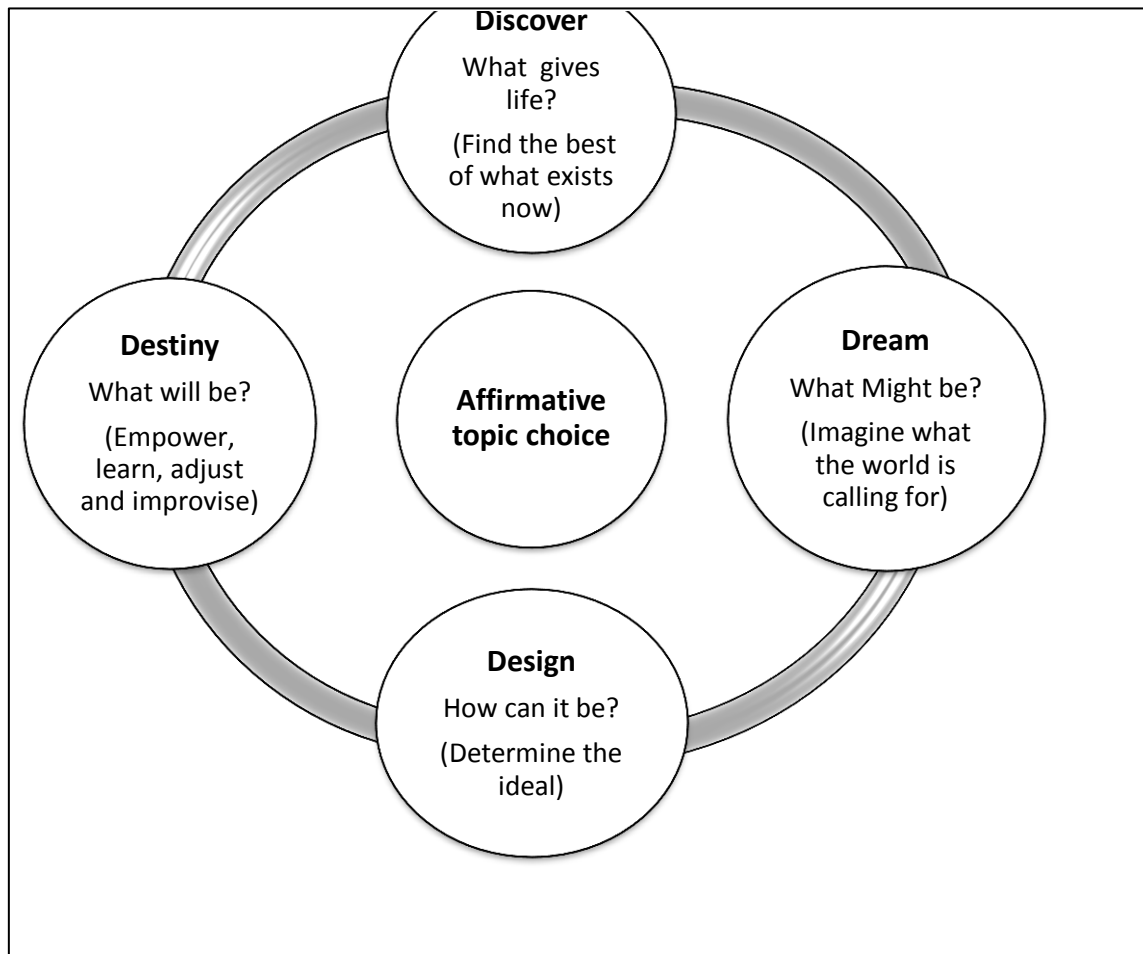 Discover
What gives
life?
(Find the best
of what exists
now)
Destiny
What will be?
(Empower,
learn, adjust
and improvise)
Affirmative
topic choice
Dream
What Might be?
(Imagine what
the world is
calling for)
Design
How can it be?
(Determine the
ideal)